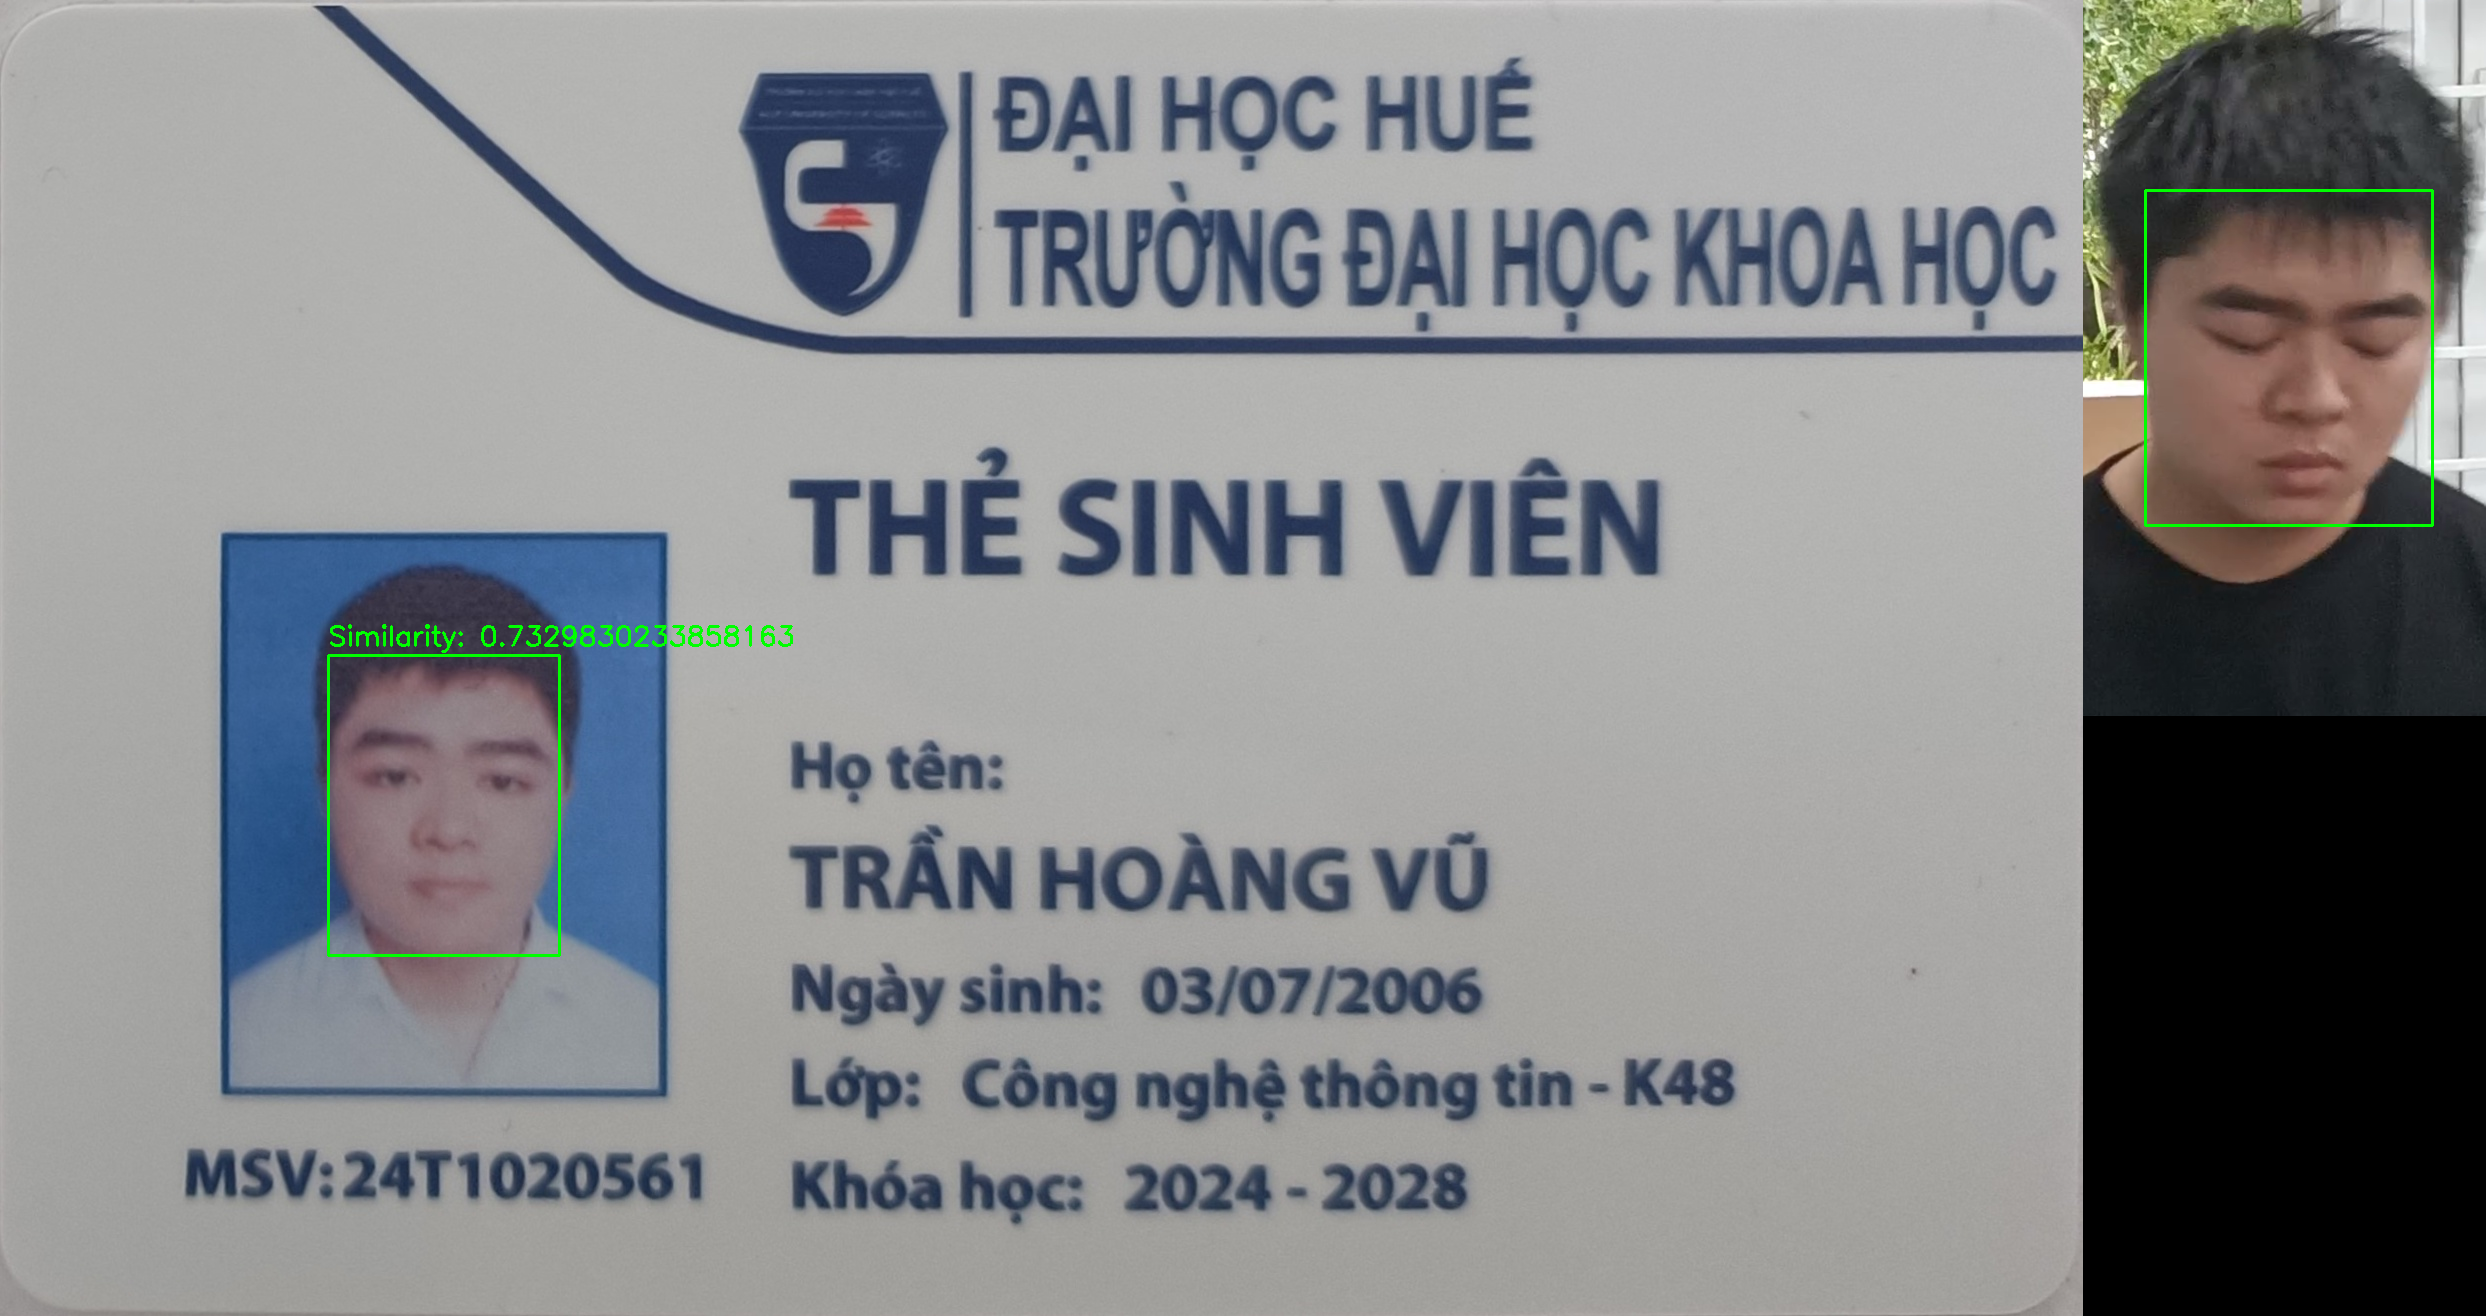 ĐẠI HỌC HUẾ
TRƯỜNG ĐẠI HỌC KHOA HỌC
THẺ SINH VIÊN
Similarity: 0.7329830233858163
Họ tên:
TRẦN HOÀNG VŨ
Ngày sinh: 03/07/2006
Lớp: Công nghệ thông tin - K48
MSV: 24T1020561
Khóa học: 2024 - 2028